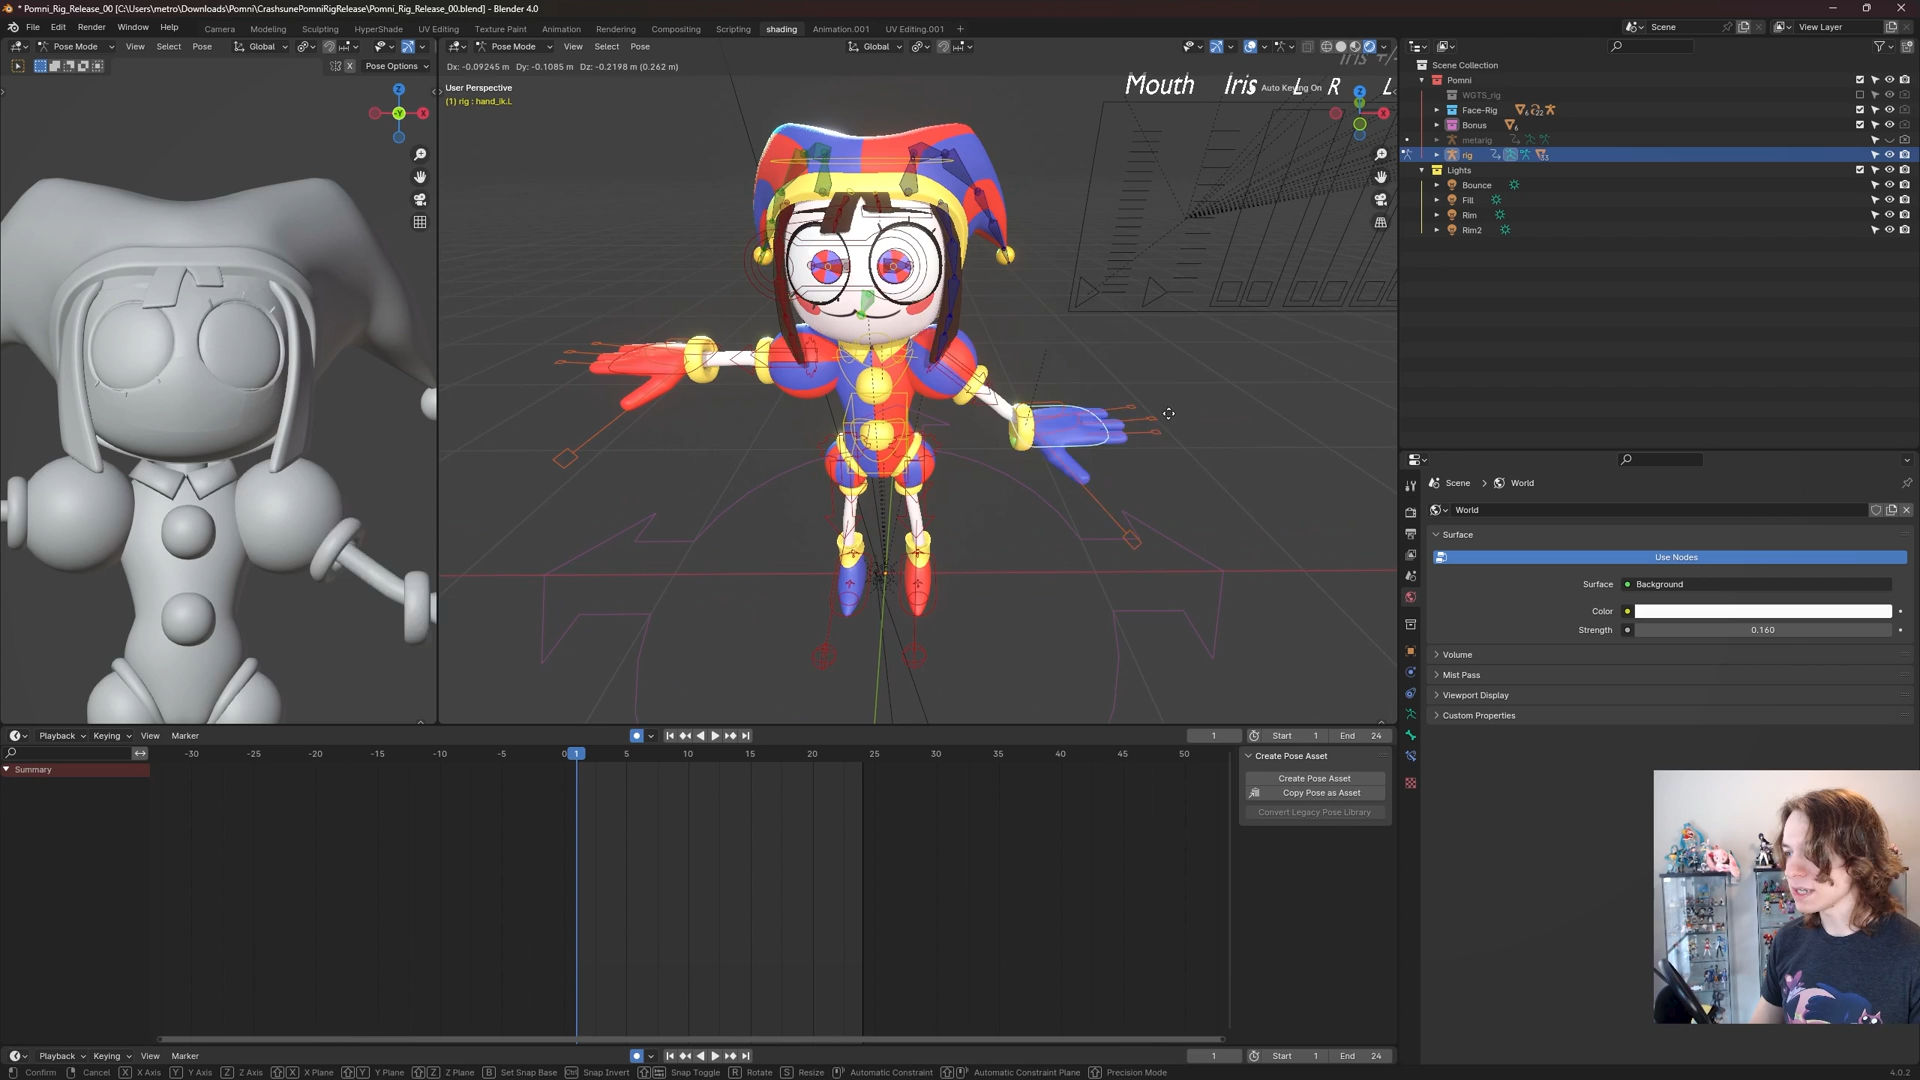 * Pomni_Rig_Release_00 [C:\Users\metro\Downloads\Pomni\CrashsunePomniRigRelease\Pomni_Rig_Release_00.blend] - Blender 4.0
File Edit Render Window Help
Camera Modeling Sculpting HyperShade UV Editing Texture Paint Animation Rendering Compositing Scripting shading Animation.001 UV Editing.001 +
Scene
View Layer
Pose Mode View Select Pose Global
Pose Mode View Select Pose Global
X Pose Options
Dx: -0.09245 m Dy: -0.1085 m Dz: -0.2198 m (0.262 m)
User Perspective
(1) rig : hand_ik.L
Mouth Iris L R L
Auto Keying On
Z
Y
X
Scene Collection
Pomni
WGTS_rig
Face-Rig
Bonus
metarig
rig
Lights
Bounce
Fill
Rim
Rim2
Scene > World
World
Surface
Use Nodes
Surface Background
Color
Strength 0.160
Volume
Mist Pass
Viewport Display
Custom Properties
Playback Keying View Marker
1 Start 1 End 24
-30 -25 -20 -15 -10 -5 0 1 5 10 15 20 25 30 35 40 45 50
Summary
Create Pose Asset
Create Pose Asset
Copy Pose as Asset
Convert Legacy Pose Library
Playback Keying View Marker
1 Start 1 End 24
Confirm Cancel X X Axis Y Y Axis Z Z Axis X X Plane Y Y Plane Z Z Plane B Set Snap Base Ctrl Snap Invert Snap Toggle R Rotate S Resize Automatic Constraint Automatic Constraint Plane Precision Mode
4.0.2